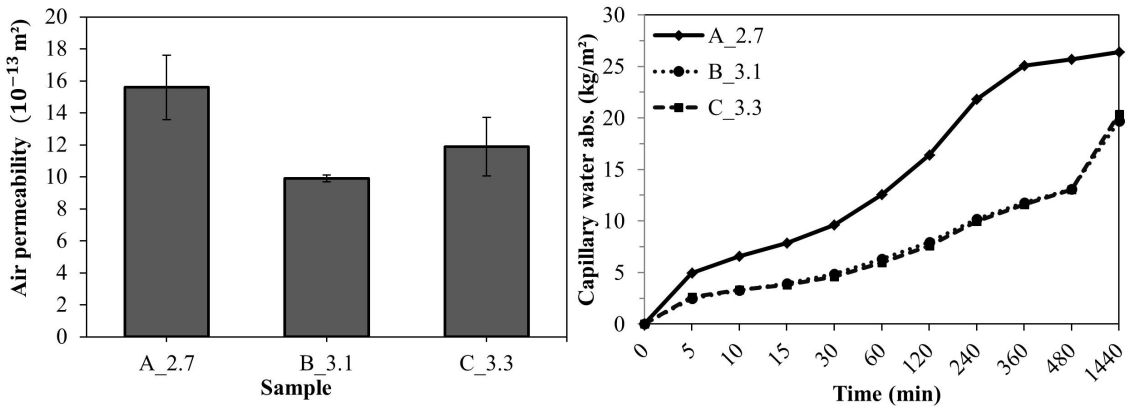 Air permeability (10⁻¹³ m²)
20
18
16
14
12
10
8
6
4
2
0
A_2.7 B_3.1 C_3.3
Sample
Capillary water abs. (kg/m²)
30
25
20
15
10
5
0
A_2.7
B_3.1
C_3.3
0 5 10 15 30 60 120 240 360 480 1440
Time (min)